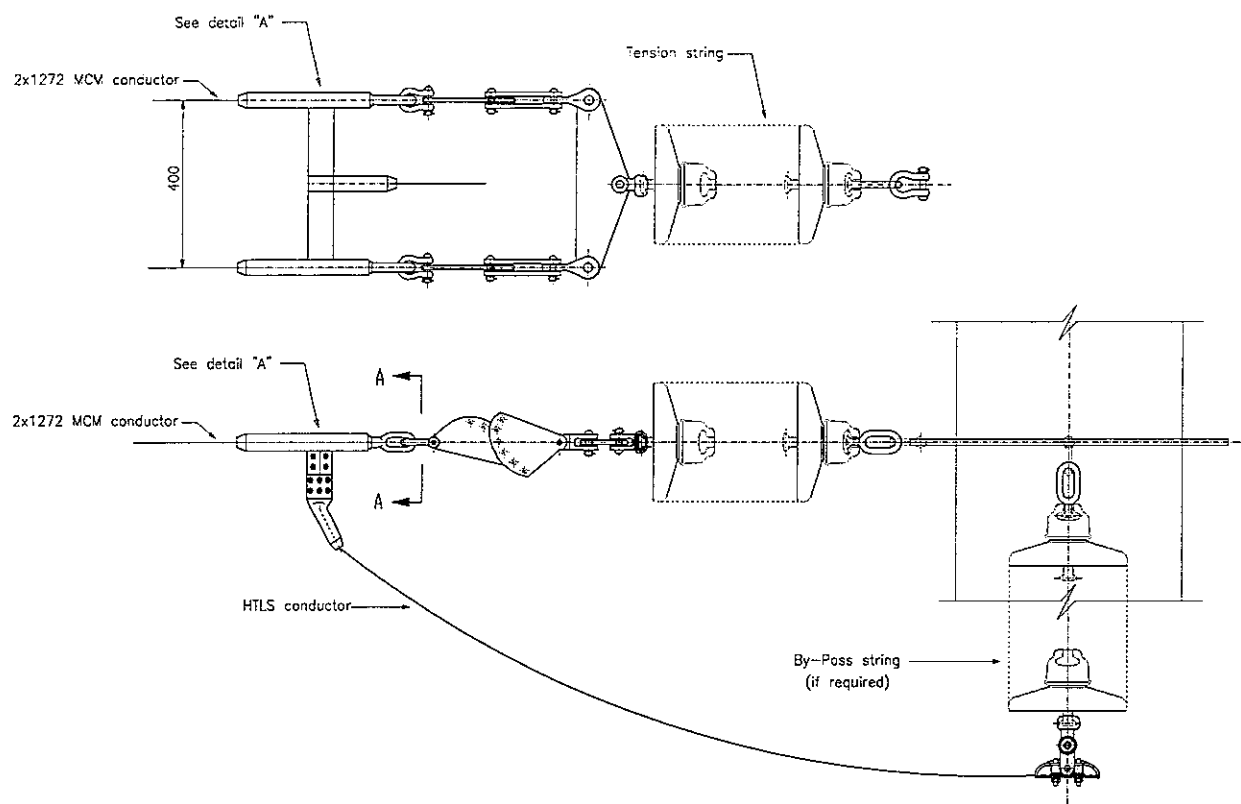 See detail "A"
Tension string
2x1272 MCM conductor
400
See detail "A"
A
2x1272 MCM conductor
A
HTLS conductor
By-Pass string
(if required)